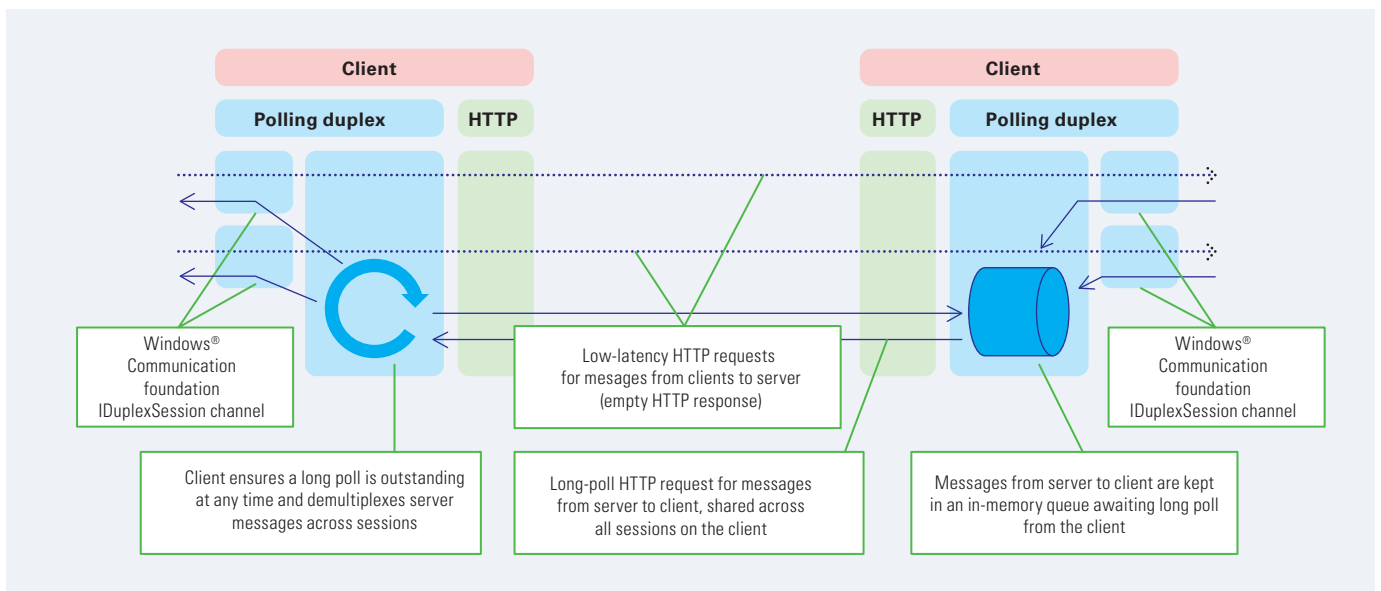 Client
Client
Polling duplex
HTTP
HTTP
Polling duplex
Windows®
Communication
foundation
IDuplexSession channel
Low-latency HTTP requests
for mesages from clients to server
(empty HTTP response)
Windows®
Communication
foundation
IDuplexSession channel
Client ensures a long poll is outstanding
at any time and demultiplexes server
messages across sessions
Long-poll HTTP request for messages
from server to client, shared across
all sessions on the client
Messages from server to client are kept
in an in-memory queue awaiting long poll
from the client